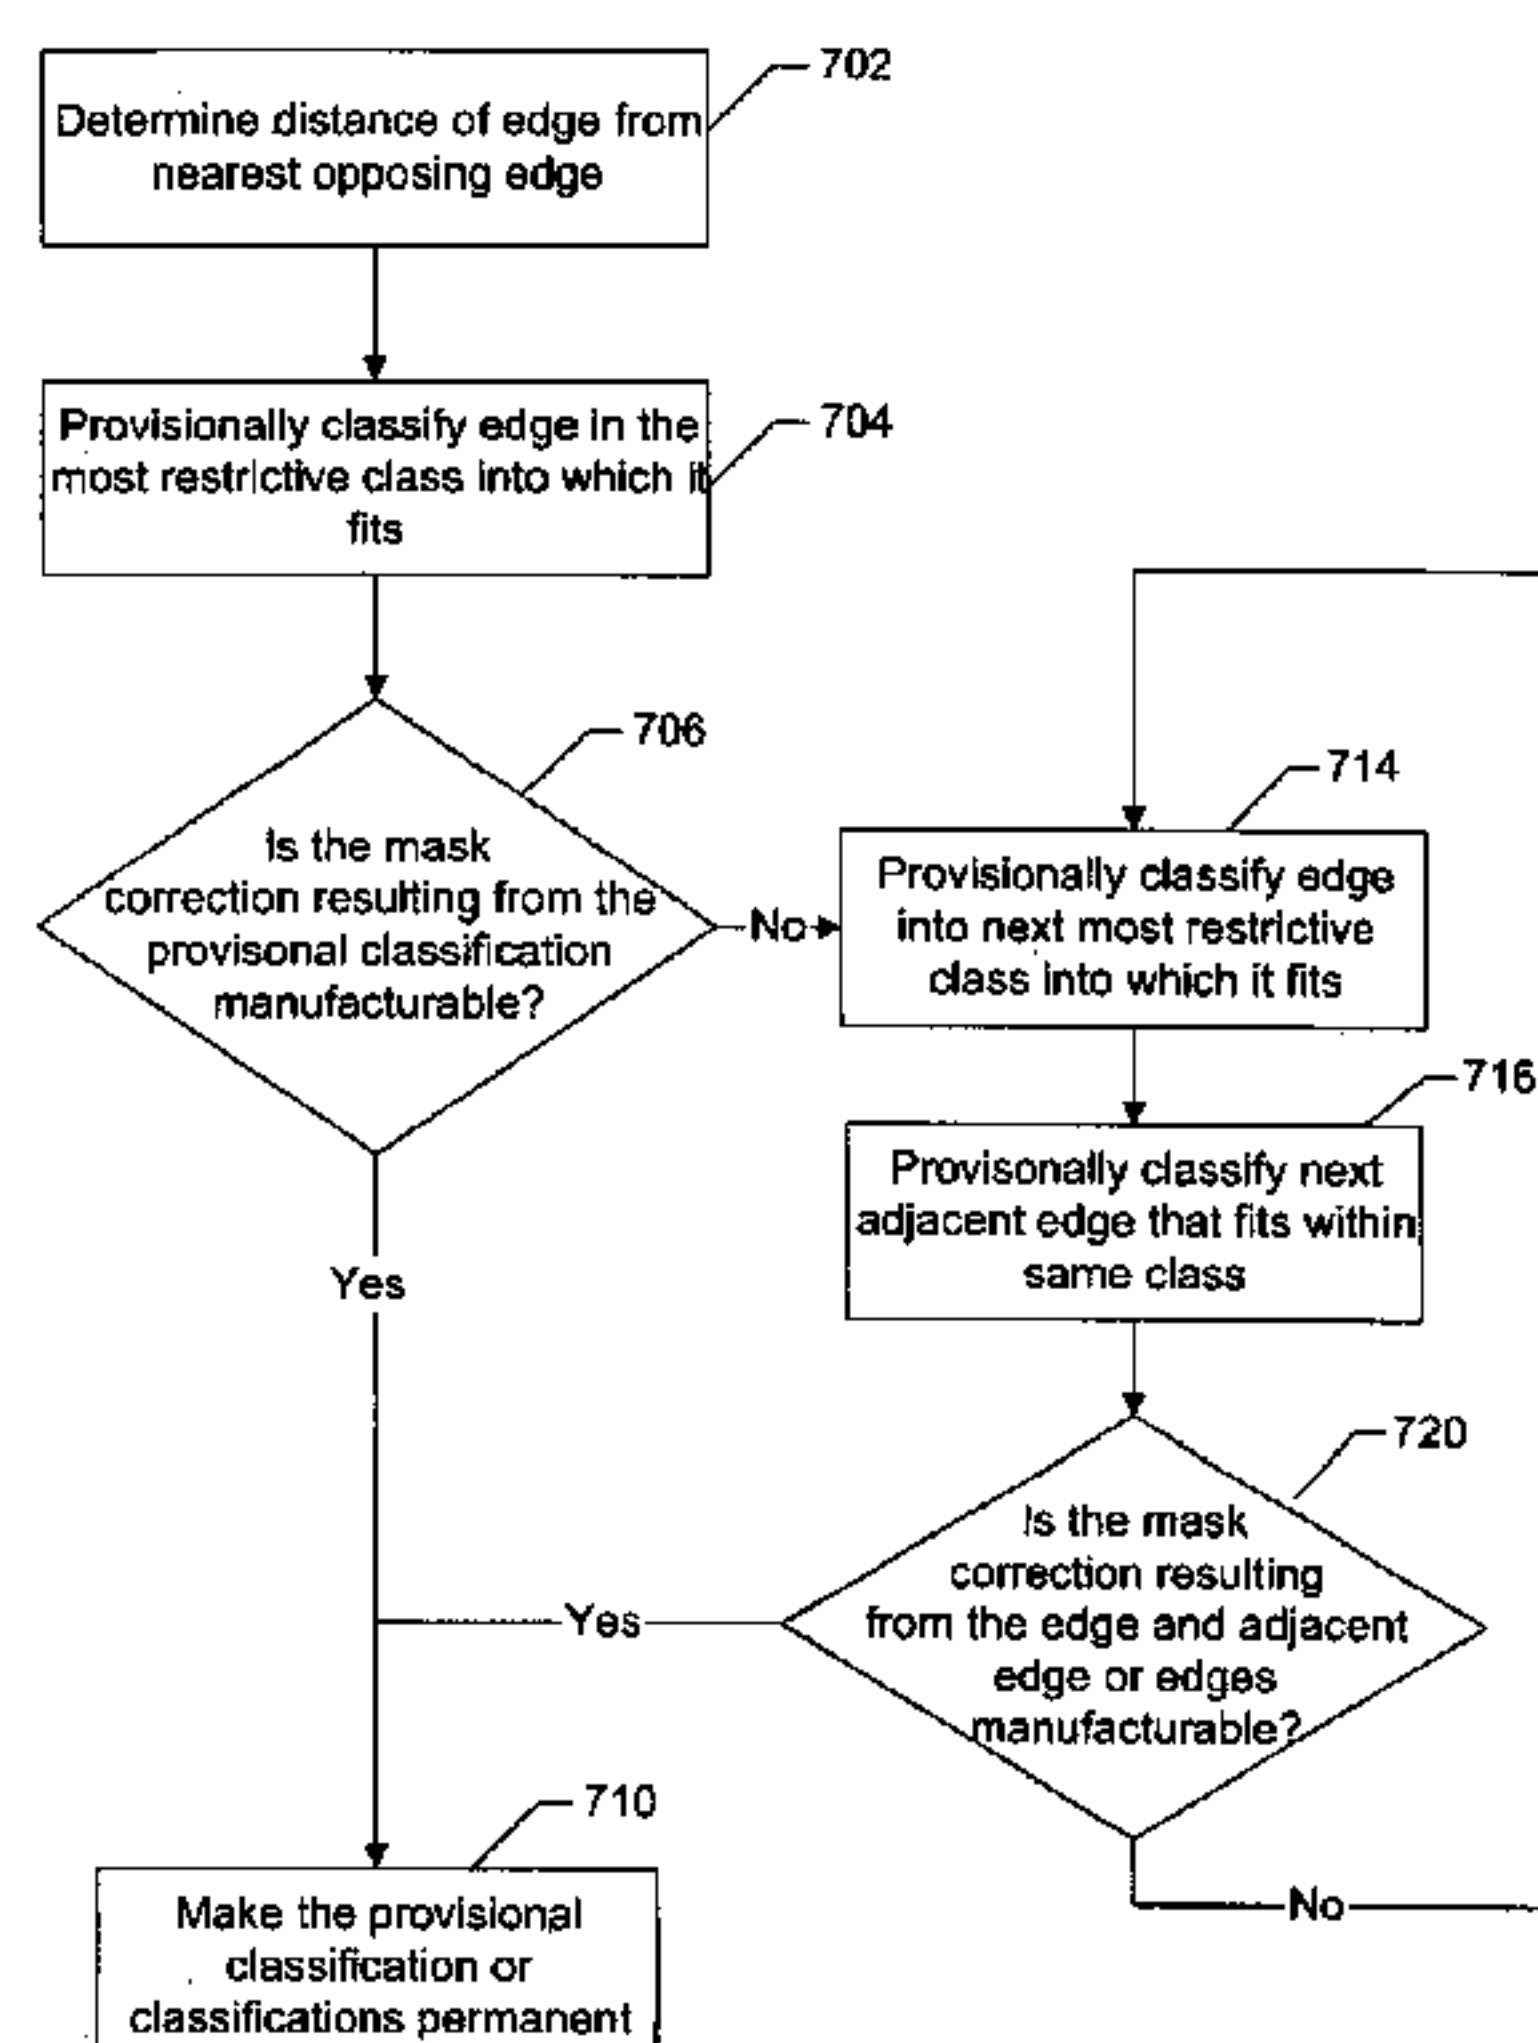 702
Determine distance of edge from
nearest opposing edge
704
Provisionally classify edge in the
most restrictive class into which it
fits
706
Is the mask
correction resulting from the
provisonal classification
manufacturable?
No
714
Provisionally classify edge
into next most restrictive
class into which it fits
716
Provisonally classify next
adjacent edge that fits within
same class
Yes
720
Is the mask
correction resulting
from the edge and adjacent
edge or edges
manufacturable?
Yes
No
710
Make the provisional
classification or
classifications permanent